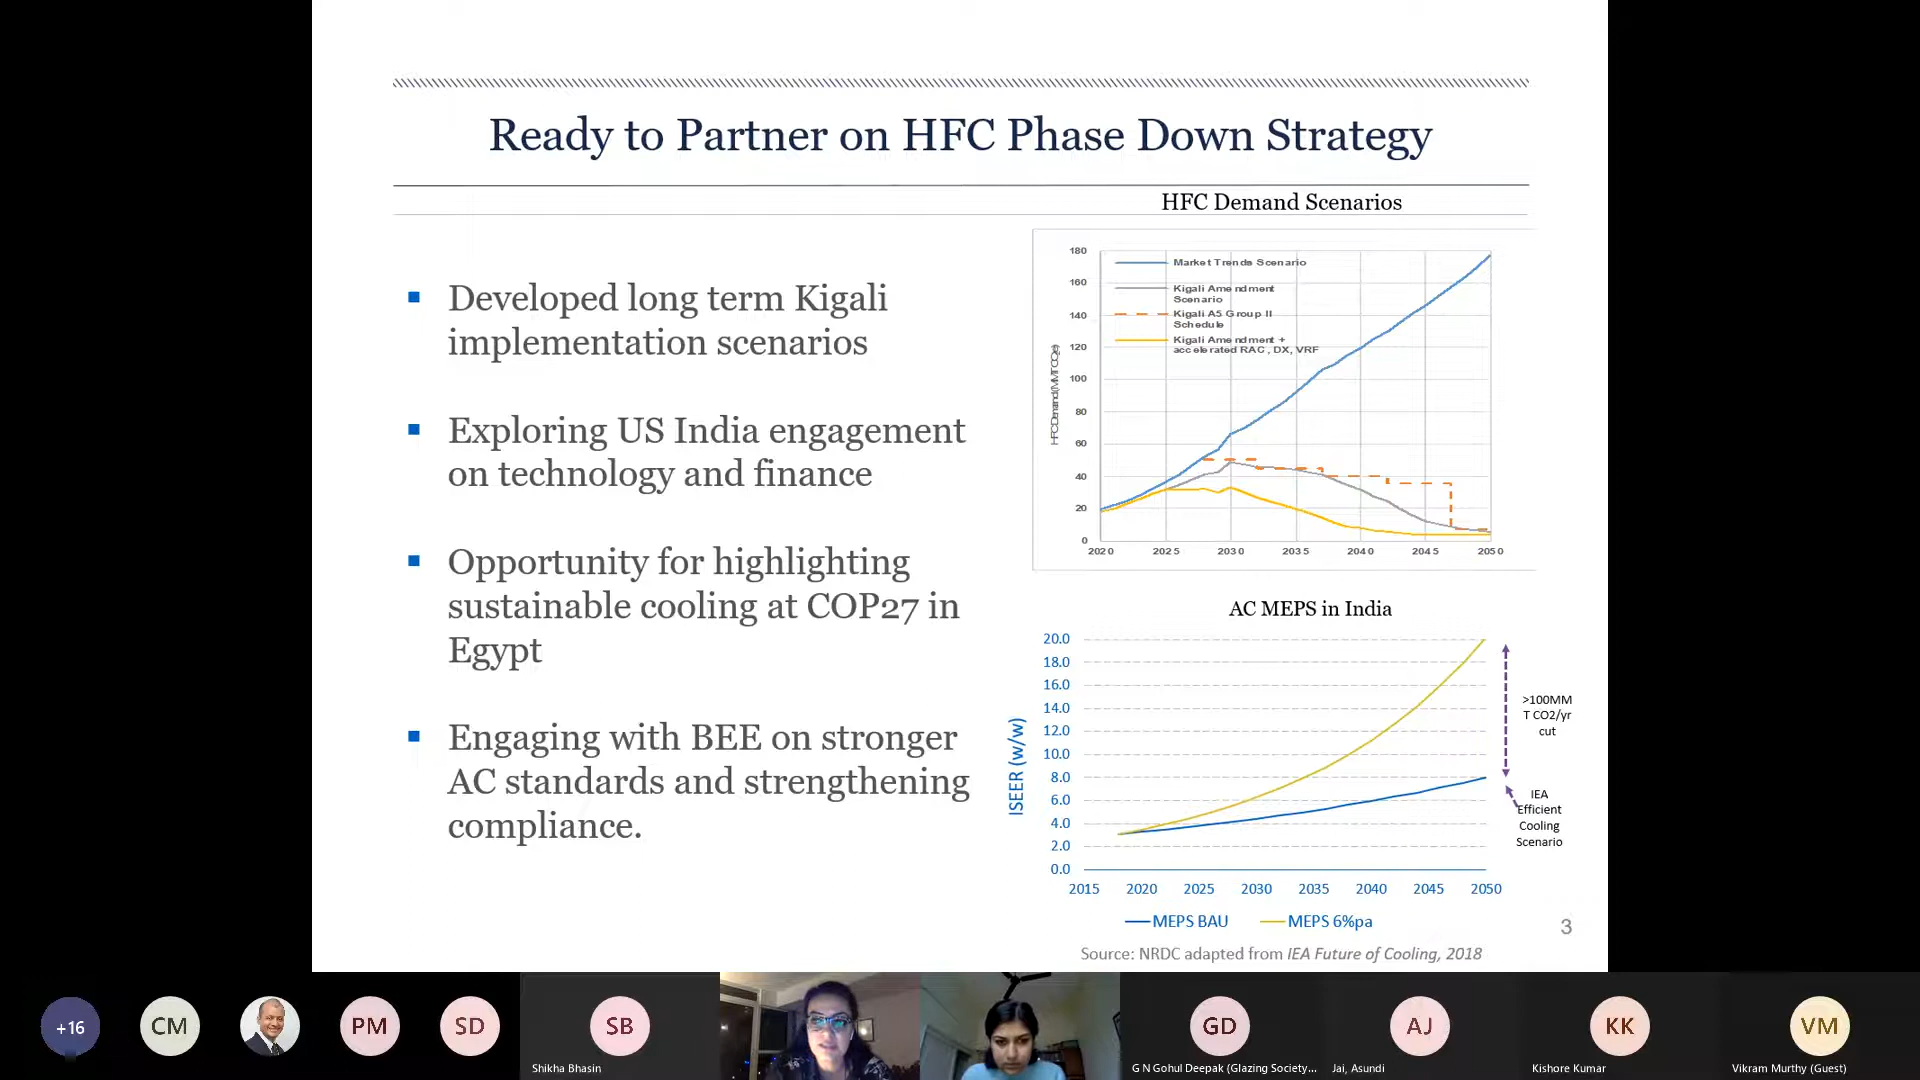 Ready to Partner on HFC Phase Down Strategy
HFC Demand Scenarios
Developed long term Kigali
implementation scenarios
Exploring US India engagement
on technology and finance
Opportunity for highlighting
sustainable cooling at COP27 in
Egypt
Engaging with BEE on stronger
AC standards and strengthening
compliance.
HFC Demand (MMTCO2e)
180
160
140
120
100
80
60
40
20
0
Market Trends Scenario
Kigali Amendment
Scenario
Kigali A5 Group II
Schedule
Kigali Amendment +
accelerated RAC, DX, VRF
2020 2025 2030 2035 2040 2045 2050
AC MEPS in India
ISEER (w/w)
20.0
18.0
16.0
14.0
12.0
10.0
8.0
6.0
4.0
2.0
0.0
2015 2020 2025 2030 2035 2040 2045 2050
>100MM
T CO2/yr
cut
IEA
Efficient
Cooling
Scenario
MEPS BAU MEPS 6%pa
3
Source: NRDC adapted from IEA Future of Cooling, 2018
+16
CM
PM
SD
SB
Shikha Bhasin
GD
G N Gohul Deepak (Glazing Society...
AJ
Jai, Asundi
KK
Kishore Kumar
VM
Vikram Murthy (Guest)